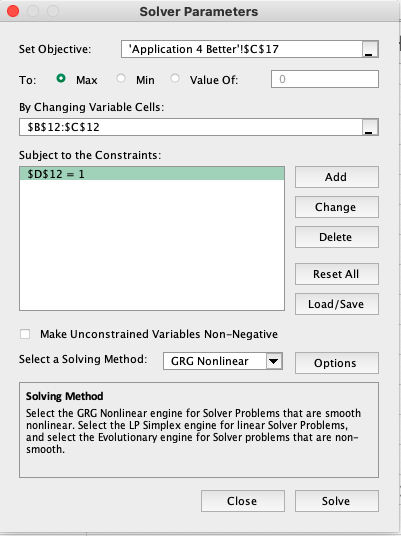 Solver Parameters
Set Objective: 'Application 4 Better'!$C$17
To: Max Min Value Of: 0
By Changing Variable Cells:
$B$12:$C$12
Subject to the Constraints:
$D$12 = 1
Add
Change
Delete
Reset All
Load/Save
Make Unconstrained Variables Non-Negative
Select a Solving Method: GRG Nonlinear Options
Solving Method
Select the GRG Nonlinear engine for Solver Problems that are smooth
nonlinear. Select the LP Simplex engine for linear Solver Problems,
and select the Evolutionary engine for Solver problems that are non-
smooth.
Close Solve